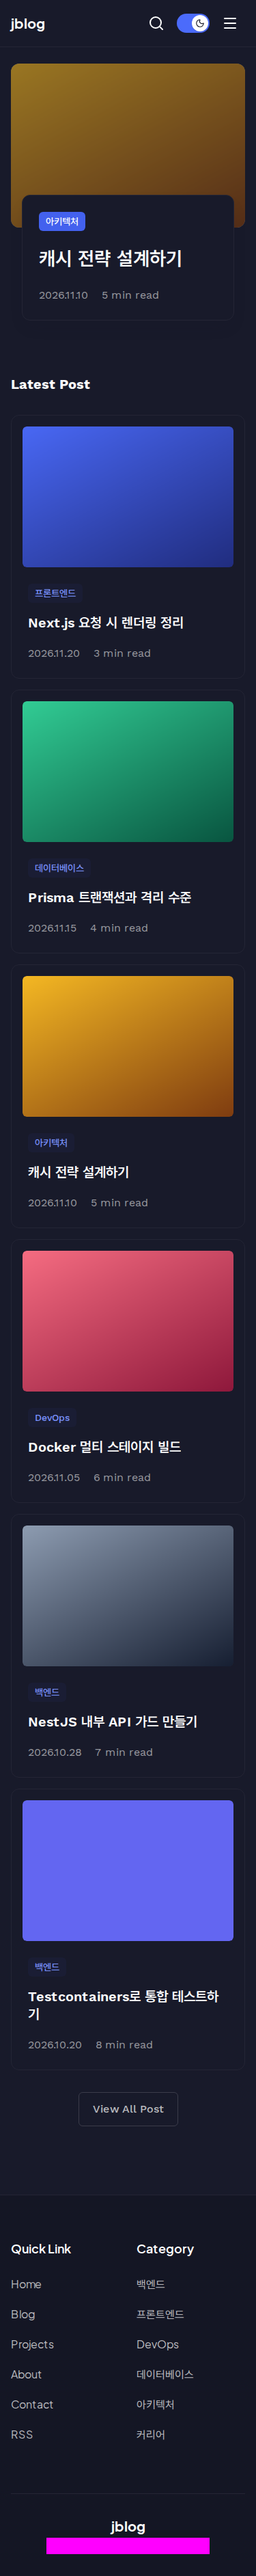 jblog
아키텍처
캐시 전략 설계하기
2026.11.10 5 min read
Latest Post
프론트엔드
Next.js 요청 시 렌더링 정리
2026.11.20 3 min read
데이터베이스
Prisma 트랜잭션과 격리 수준
2026.11.15 4 min read
아키텍처
캐시 전략 설계하기
2026.11.10 5 min read
DevOps
Docker 멀티 스테이지 빌드
2026.11.05 6 min read
백엔드
NestJS 내부 API 가드 만들기
2026.10.28 7 min read
백엔드
Testcontainers로 통합 테스트하
기
2026.10.20 8 min read
View All Post
Quick Link
Home
Blog
Projects
About
Contact
RSS
Category
백엔드
프론트엔드
DevOps
데이터베이스
아키텍처
커리어
jblog